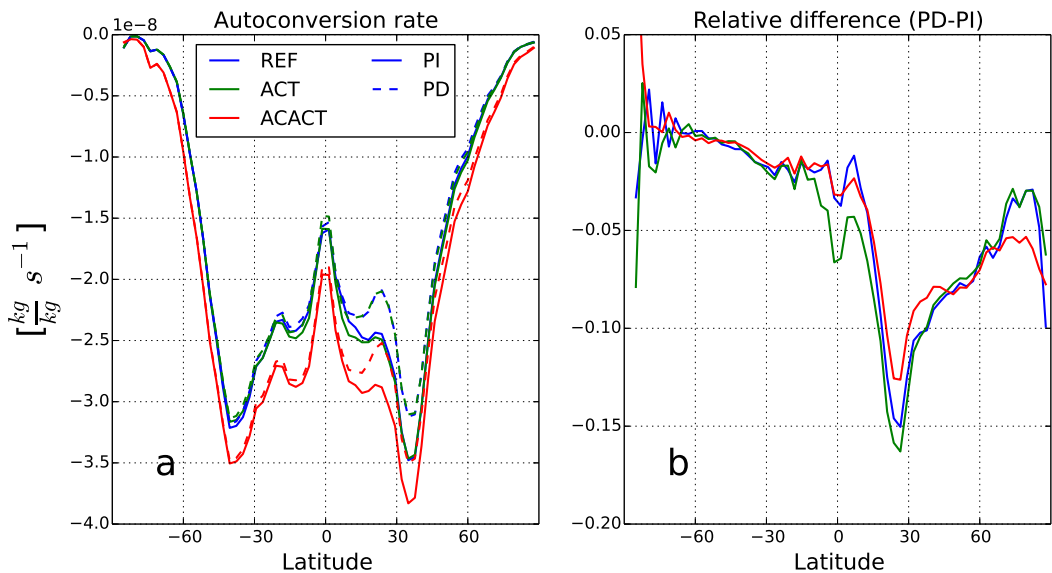 Autoconversion rate
1e−8
0.0
−0.5
−1.0
−1.5
−2.0
−2.5
−3.0
−3.5
−4.0
[kg/kg s−1]
REF PI
ACT PD
ACACT
a
−60 −30 0 30 60
Latitude
Relative difference (PD-PI)
0.05
0.00
−0.05
−0.10
−0.15
−0.20
b
−60 −30 0 30 60
Latitude